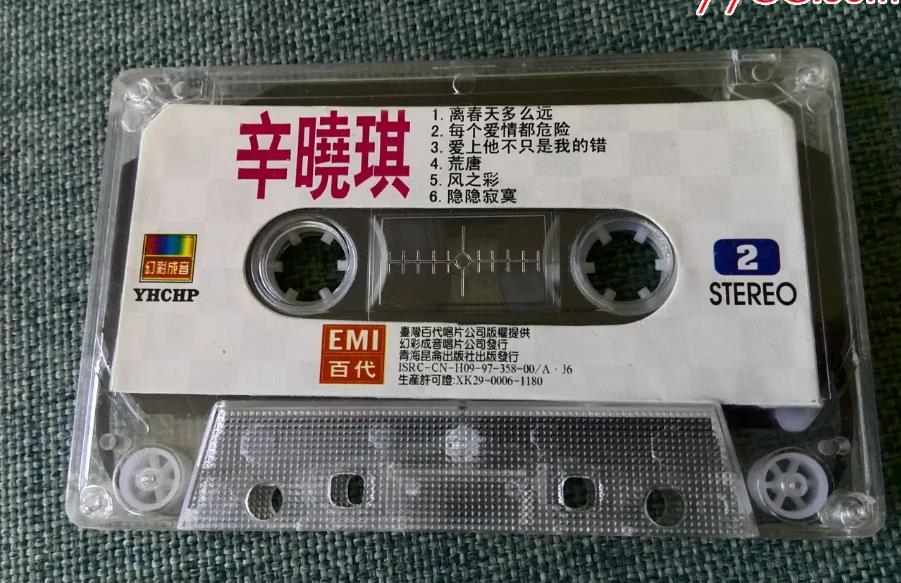 辛曉琪
1. 离春天多么远
2. 每个爱情都危险
3. 爱上他不只是我的错
4. 荒唐
5. 风之彩
6. 隐隐寂寞
幻彩成音
YHCHP
2
STEREO
EMI
百代
臺灣百代唱片公司版權提供
幻彩成音唱片公司發行
青海昆侖出版社出版發行
ISRC-CN-H09-97-358-00/A·J6
生産許可證:XK29-0006-1180